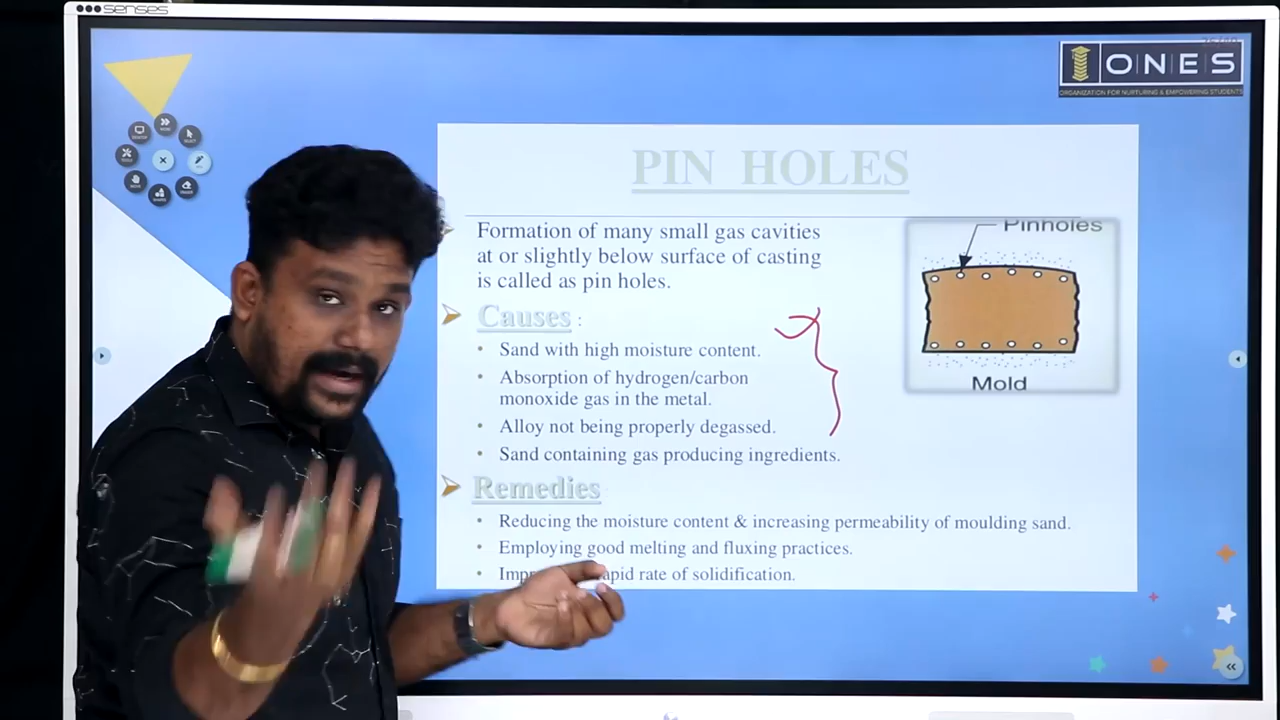 senses
ONES
ORGANIZATION FOR NURTURING & EMPOWERING STUDENTS
PIN HOLES
Formation of many small gas cavities
at or slightly below surface of casting
is called as pin holes.
Pinholes
Mold
Causes :
• Sand with high moisture content.
• Absorption of hydrogen/carbon
monoxide gas in the metal.
• Alloy not being properly degassed.
• Sand containing gas producing ingredients.
Remedies
• Reducing the moisture content & increasing permeability of moulding sand.
• Employing good melting and fluxing practices.
• rate of solidification.